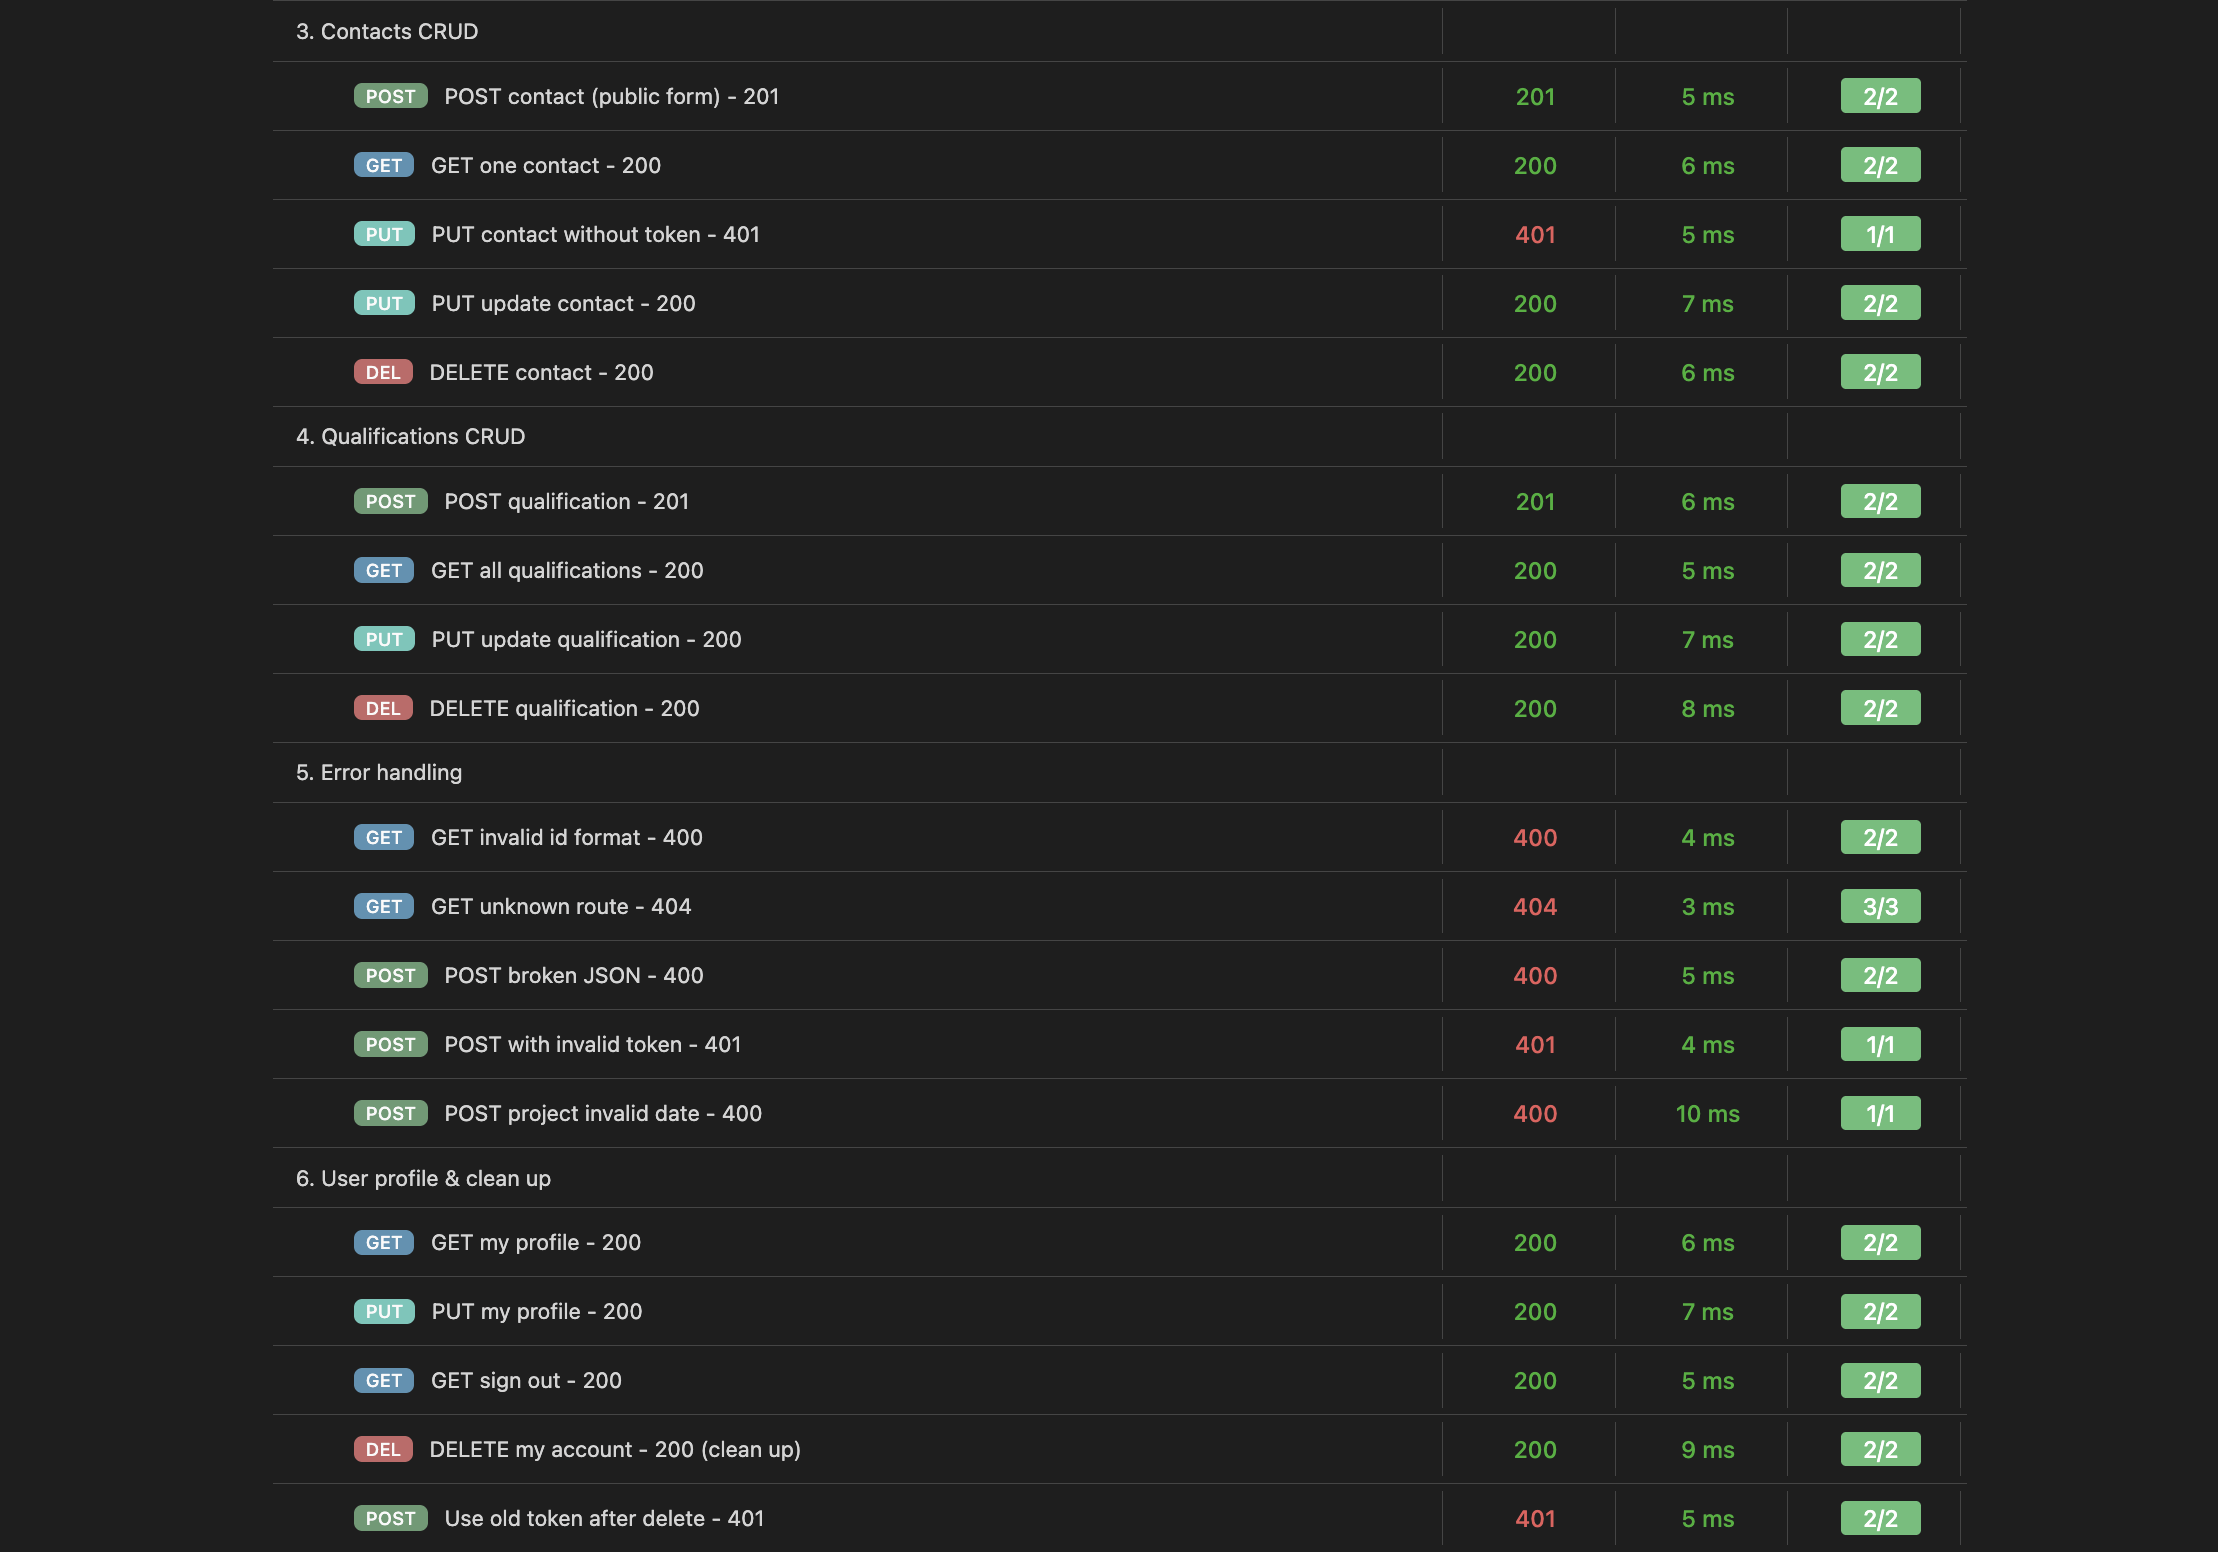 3. Contacts CRUD
POST POST contact (public form) - 201 201 5 ms 2/2
GET GET one contact - 200 200 6 ms 2/2
PUT PUT contact without token - 401 401 5 ms 1/1
PUT PUT update contact - 200 200 7 ms 2/2
DEL DELETE contact - 200 200 6 ms 2/2
4. Qualifications CRUD
POST POST qualification - 201 201 6 ms 2/2
GET GET all qualifications - 200 200 5 ms 2/2
PUT PUT update qualification - 200 200 7 ms 2/2
DEL DELETE qualification - 200 200 8 ms 2/2
5. Error handling
GET GET invalid id format - 400 400 4 ms 2/2
GET GET unknown route - 404 404 3 ms 3/3
POST POST broken JSON - 400 400 5 ms 2/2
POST POST with invalid token - 401 401 4 ms 1/1
POST POST project invalid date - 400 400 10 ms 1/1
6. User profile & clean up
GET GET my profile - 200 200 6 ms 2/2
PUT PUT my profile - 200 200 7 ms 2/2
GET GET sign out - 200 200 5 ms 2/2
DEL DELETE my account - 200 (clean up) 200 9 ms 2/2
POST Use old token after delete - 401 401 5 ms 2/2